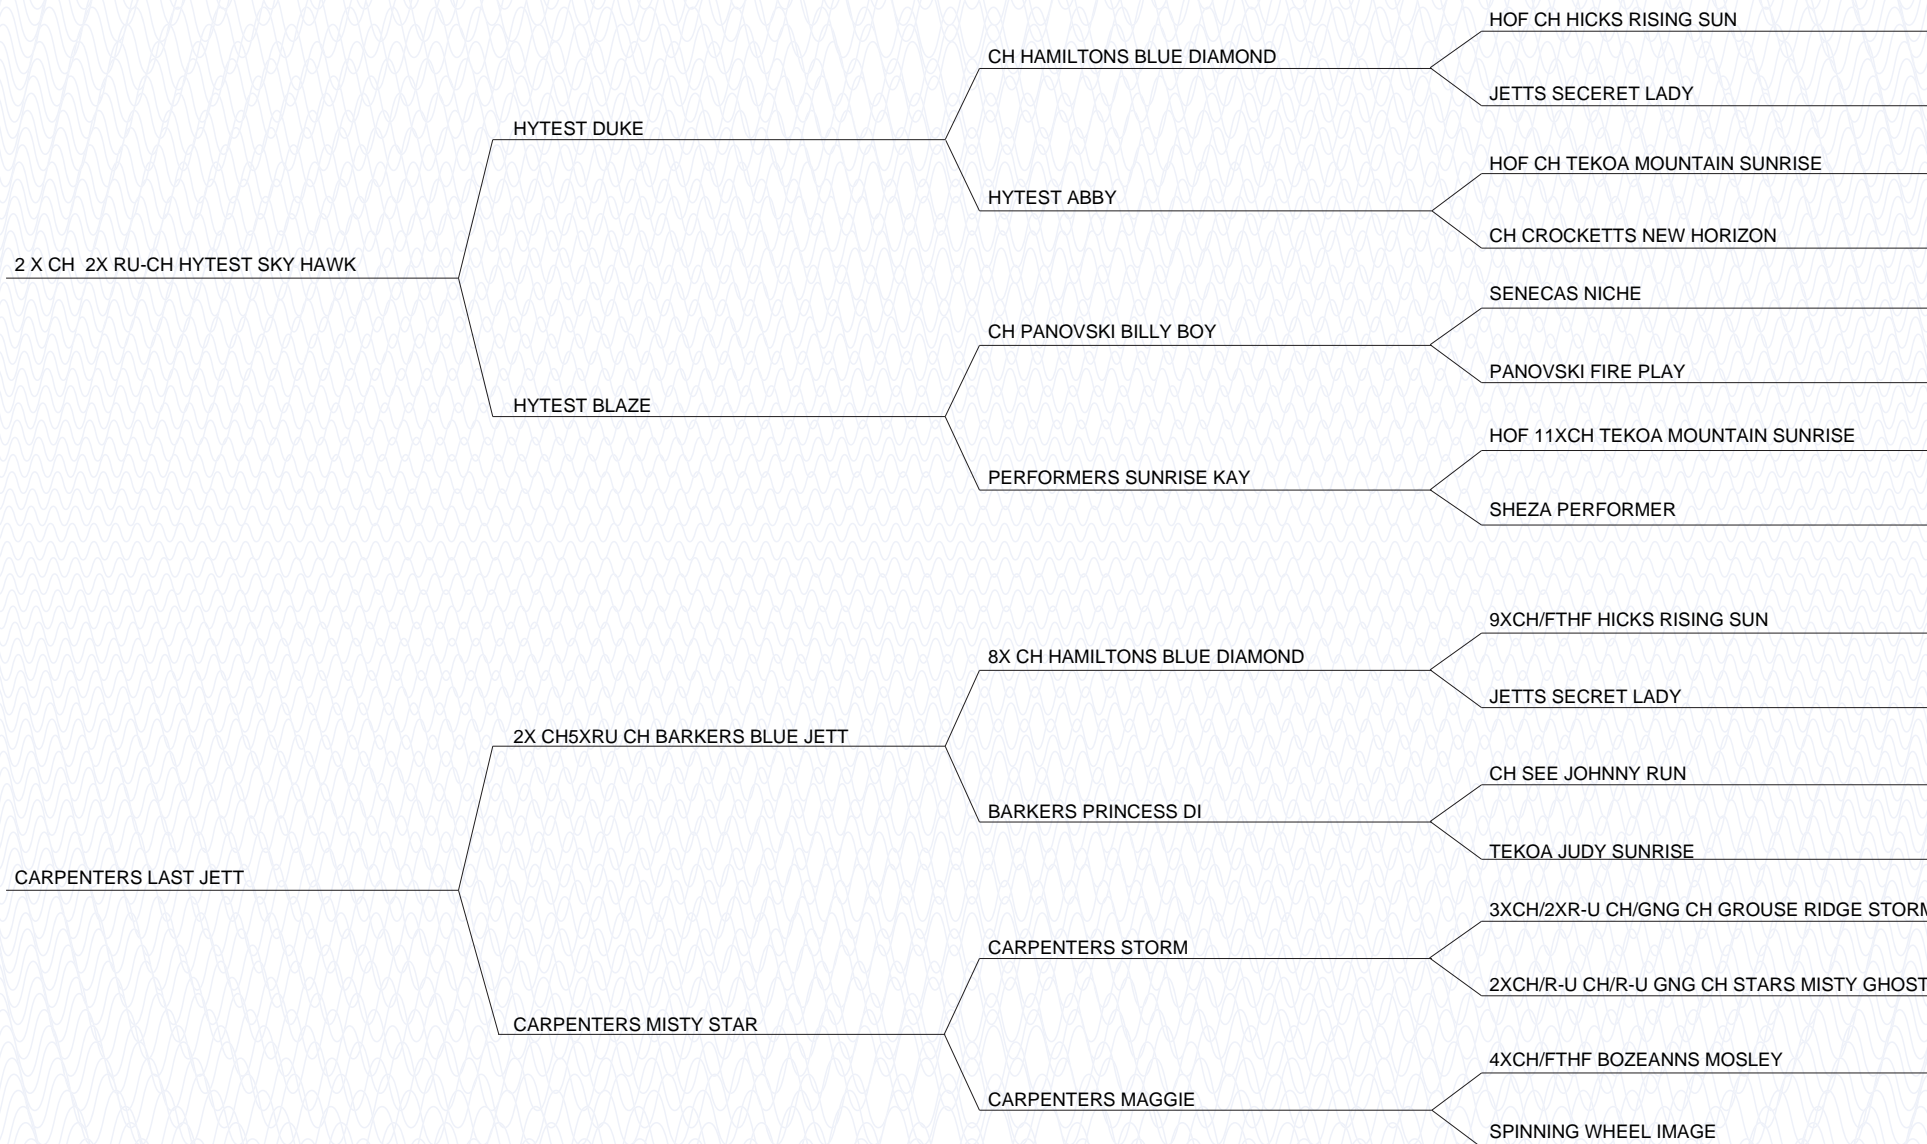 HOF CH HICKS RISING SUN
CH HAMILTONS BLUE DIAMOND
JETTS SECERET LADY
HYTEST DUKE
HOF CH TEKOA MOUNTAIN SUNRISE
HYTEST ABBY
CH CROCKETTS NEW HORIZON
2 X CH  2X RU-CH HYTEST SKY HAWK
SENECAS NICHE
CH PANOVSKI BILLY BOY
PANOVSKI FIRE PLAY
HYTEST BLAZE
HOF 11XCH TEKOA MOUNTAIN SUNRISE
PERFORMERS SUNRISE KAY
SHEZA PERFORMER
9XCH/FTHF HICKS RISING SUN
8X CH HAMILTONS BLUE DIAMOND
JETTS SECRET LADY
2X CH5XRU CH BARKERS BLUE JETT
CH SEE JOHNNY RUN
BARKERS PRINCESS DI
TEKOA JUDY SUNRISE
CARPENTERS LAST JETT
3XCH/2XR-U CH/GNG CH GROUSE RIDGE STORM
CARPENTERS STORM
2XCH/R-U CH/R-U GNG CH STARS MISTY GHOST
CARPENTERS MISTY STAR
4XCH/FTHF BOZEANNS MOSLEY
CARPENTERS MAGGIE
SPINNING WHEEL IMAGE